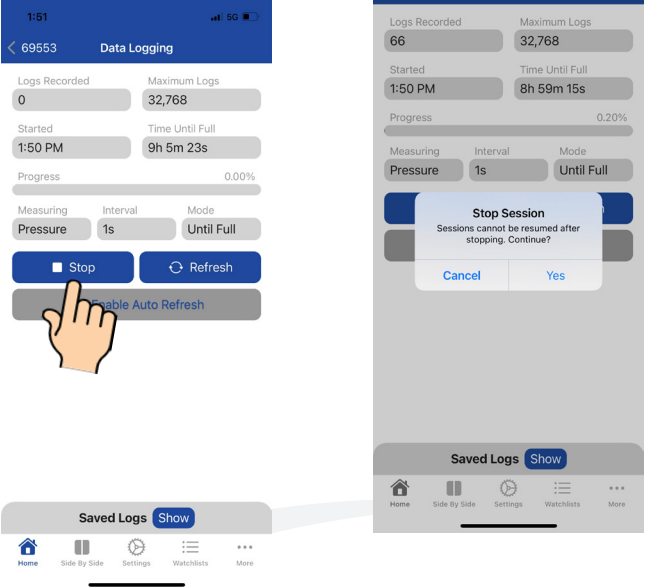 1:51
5G
69553
Data Logging
Logs Recorded
Maximum Logs
0
32,768
Started
Time Until Full
1:50 PM
9h 5m 23s
Progress
0.00%
Measuring
Interval
Mode
Pressure
1s
Until Full
Stop
Refresh
Enable Auto Refresh
Saved Logs
Show
Home
Side By Side
Settings
Watchlists
More
Logs Recorded
Maximum Logs
66
32,768
Started
Time Until Full
1:50 PM
8h 59m 15s
Progress
0.20%
Measuring
Interval
Mode
Pressure
1s
Until Full
Stop Session
Sessions cannot be resumed after
stopping. Continue?
Cancel
Yes
Saved Logs
Show
Home
Side By Side
Settings
Watchlists
More